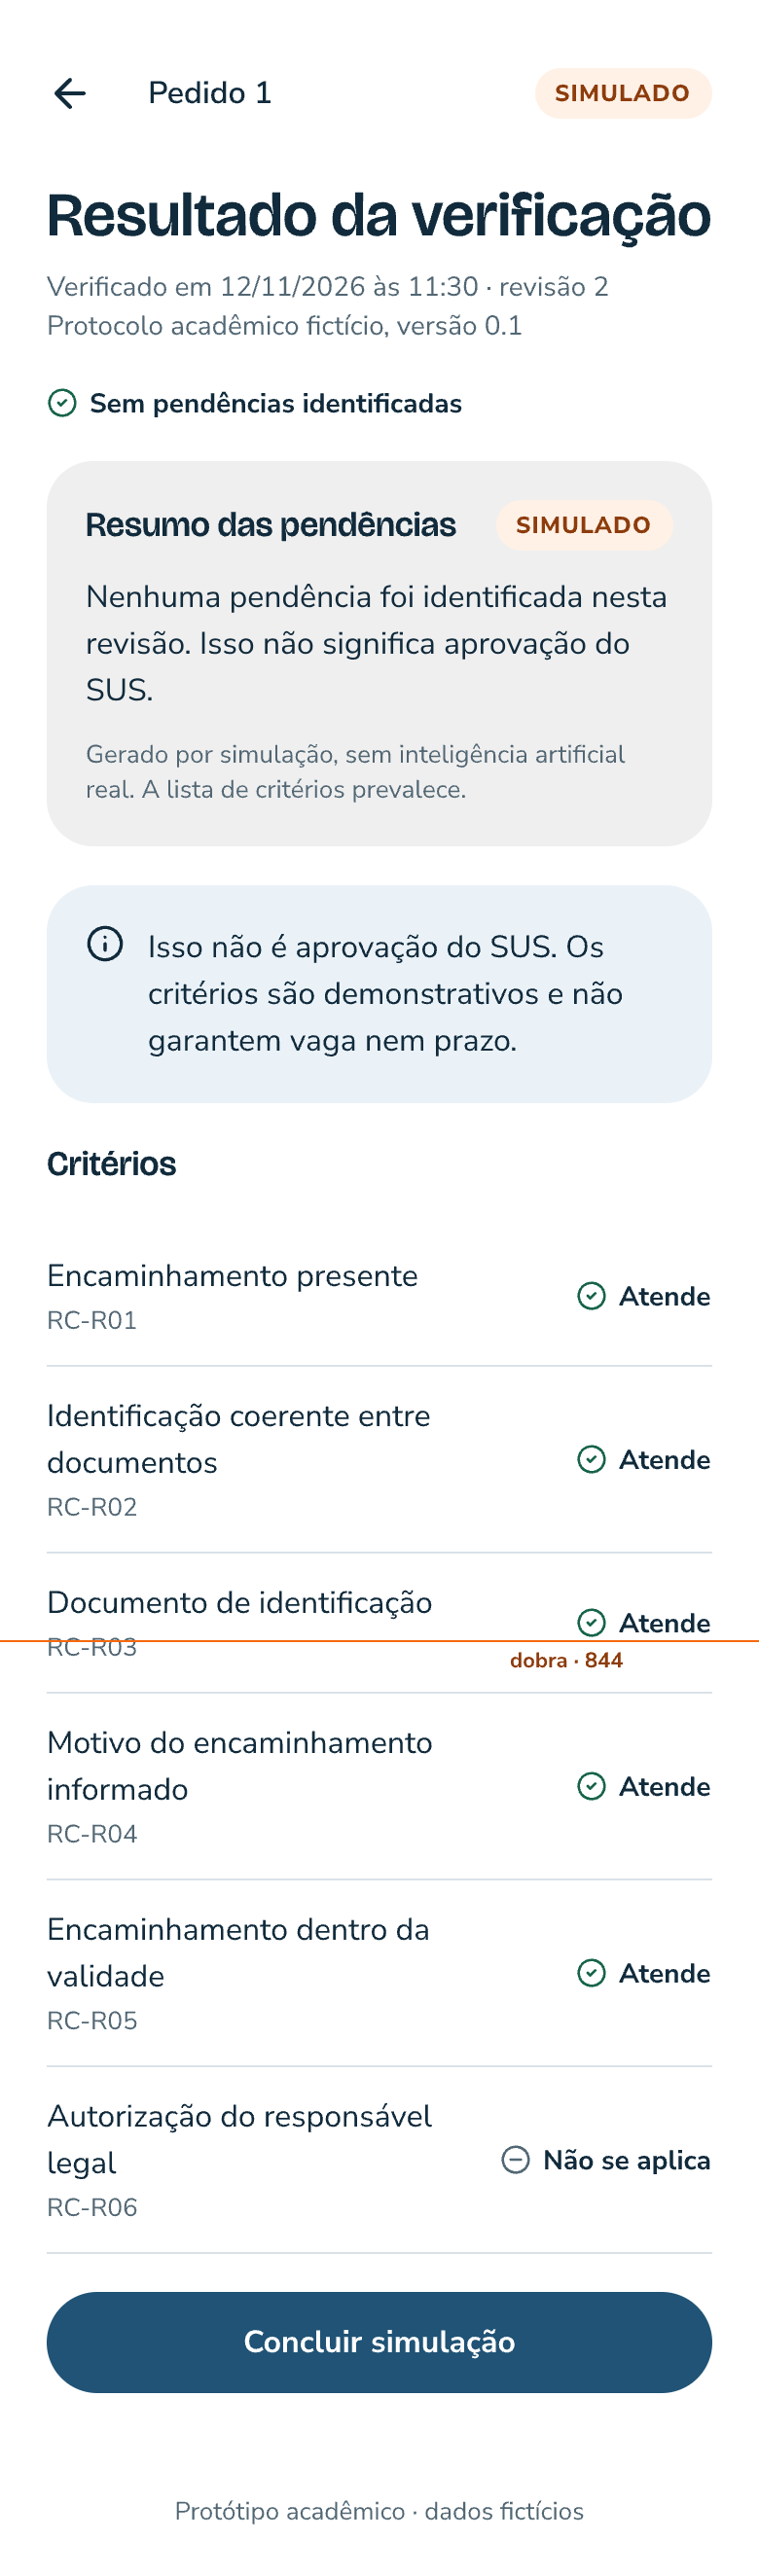 Pedido 1
SIMULADO
Resultado da verificação
Verificado em 12/11/2026 às 11:30 · revisão 2
Protocolo acadêmico fictício, versão 0.1
Sem pendências identificadas
Resumo das pendências
SIMULADO
Nenhuma pendência foi identificada nesta
revisão. Isso não significa aprovação do
SUS.
Gerado por simulação, sem inteligência artificial
real. A lista de critérios prevalece.
Isso não é aprovação do SUS. Os
critérios são demonstrativos e não
garantem vaga nem prazo.
Critérios
Encaminhamento presente
RC-R01
Atende
Identificação coerente entre
documentos
RC-R02
Atende
Documento de identificação
RC-R03
Atende
dobra · 844
Motivo do encaminhamento
informado
RC-R04
Atende
Encaminhamento dentro da
validade
RC-R05
Atende
Autorização do responsável
legal
RC-R06
Não se aplica
Concluir simulação
Protótipo acadêmico · dados fictícios